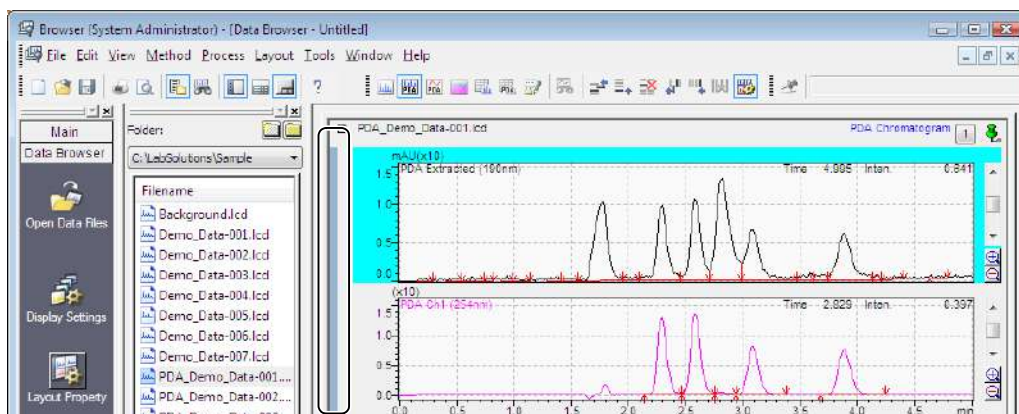 Browser (System Administrator) - [Data Browser - Untitled]
File Edit View Method Process Layout Tools Window Help
Main
Data Browser
Open Data Files
Display Settings
Layout Property
Folder:
C:\LabSolutions\Sample
Filename
Background.lcd
Demo_Data-001.lcd
Demo_Data-002.lcd
Demo_Data-003.lcd
Demo_Data-004.lcd
Demo_Data-005.lcd
Demo_Data-006.lcd
Demo_Data-007.lcd
PDA_Demo_Data-001....
PDA_Demo_Data-002....
PDA_Demo_Data-001.lcd PDA Chromatogram 1
mAU(x10)
1.5 PDA Extracted (190nm) Time 4.995 Inten. 0.841
1.0
0.5
0.0
(x10)
1.5 PDA Ch1 (254nm) Time 2.829 Inten. 0.397
1.0
0.5
0.0
0.0 0.5 1.0 1.5 2.0 2.5 3.0 3.5 4.0 4.5 min